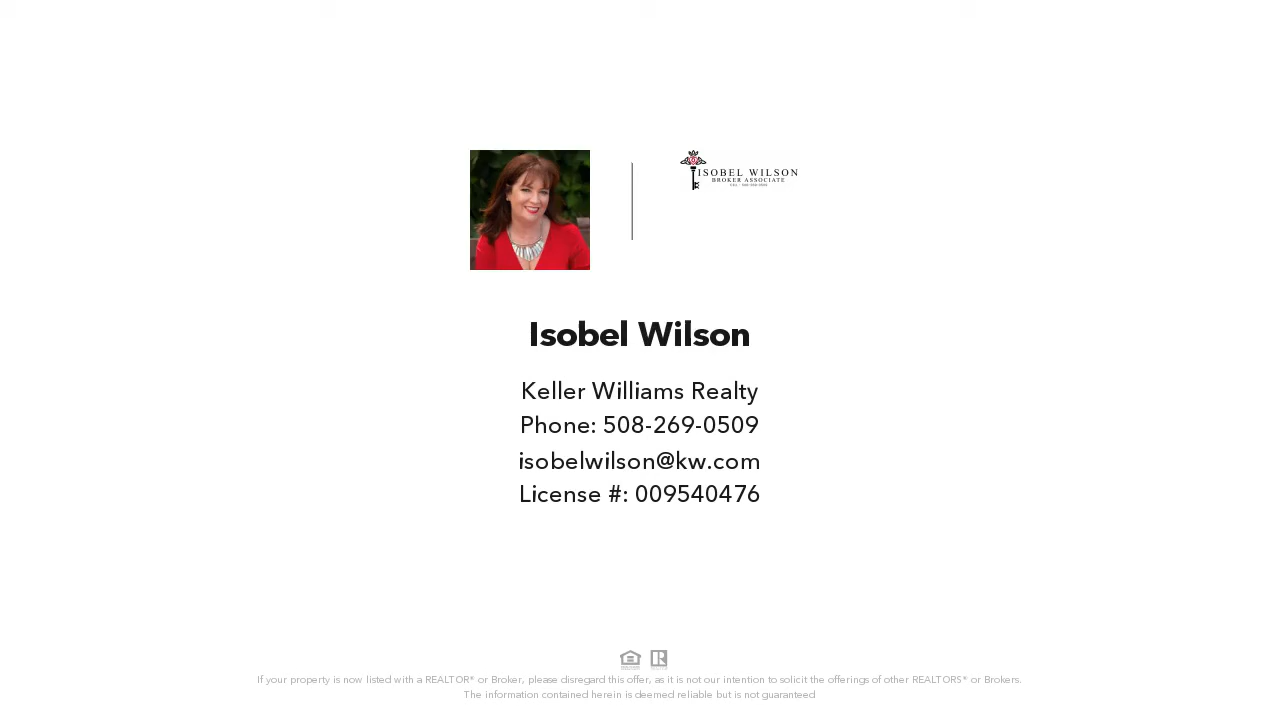 ISOBEL WILSON
BROKER ASSOCIATE
Isobel Wilson
Keller Williams Realty
Phone: 508-269-0509
isobelwilson@kw.com
License #: 009540476
If your property is now listed with a REALTOR® or Broker, please disregard this offer, as it is not our intention to solicit the offerings of other REALTORS® or Brokers.
The information contained herein is deemed reliable but is not guaranteed